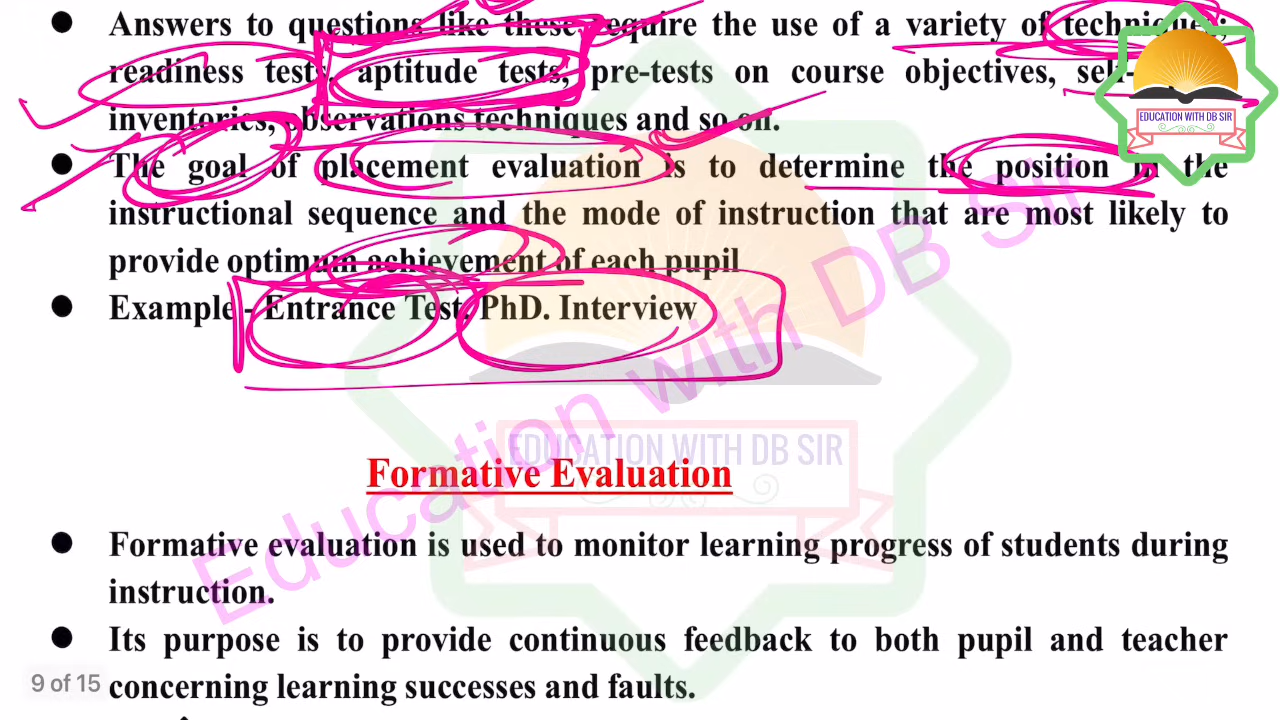 ● Answers to questions like these require the use of a variety of techniques;
readiness tests, aptitude tests, pre-tests on course objectives,
inventories, observations techniques and so on.
● The goal of placement evaluation is to determine the position in the
instructional sequence and the mode of instruction that are most likely to
provide optimum achievement of each pupil
● Example - Entrance Test, PhD. Interview
Formative Evaluation
● Formative evaluation is used to monitor learning progress of students during
instruction.
● Its purpose is to provide continuous feedback to both pupil and teacher
concerning learning successes and faults.
9 of 15
EDUCATION WITH DB SIR
EDUCATION WITH DB SIR
Education with DB Sir